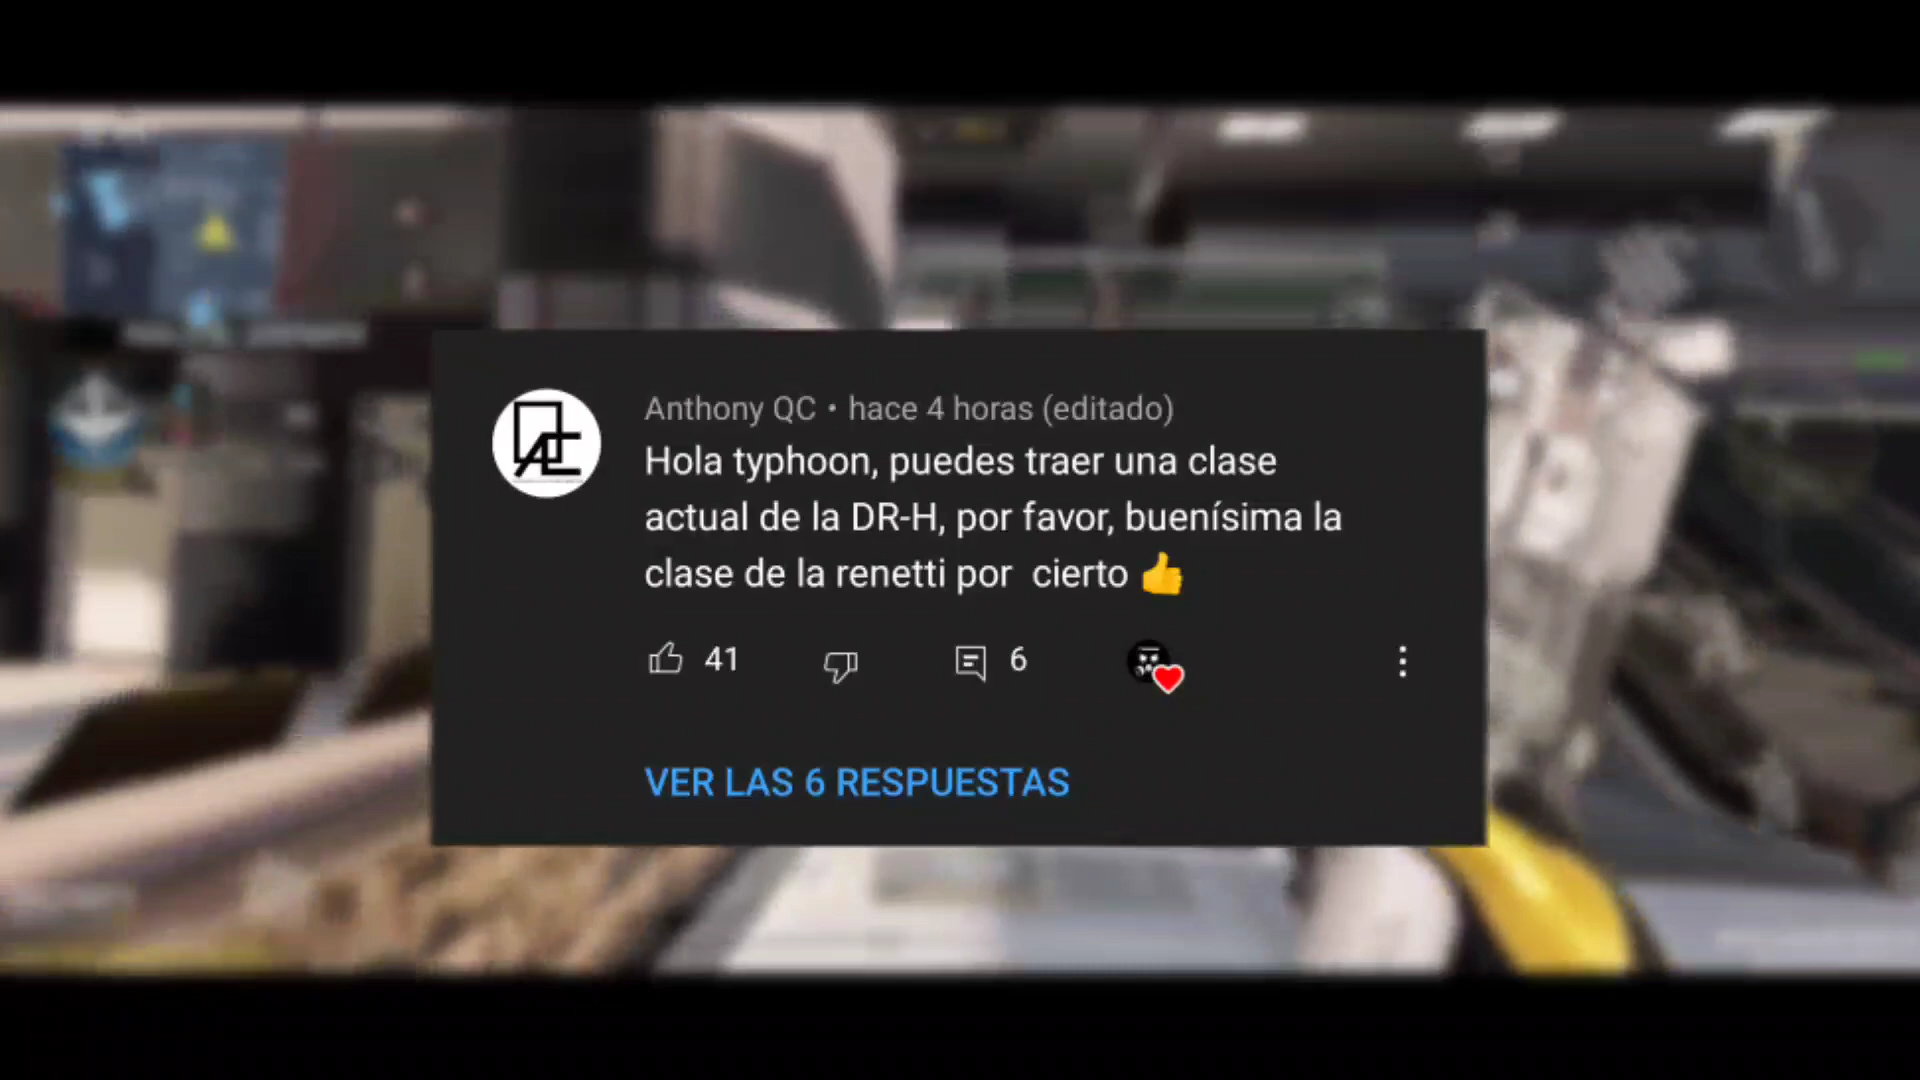 Anthony QC • hace 4 horas (editado)
Hola typhoon, puedes traer una clase
actual de la DR-H, por favor, buenísima la
clase de la renetti por  cierto 👍
41
6
VER LAS 6 RESPUESTAS